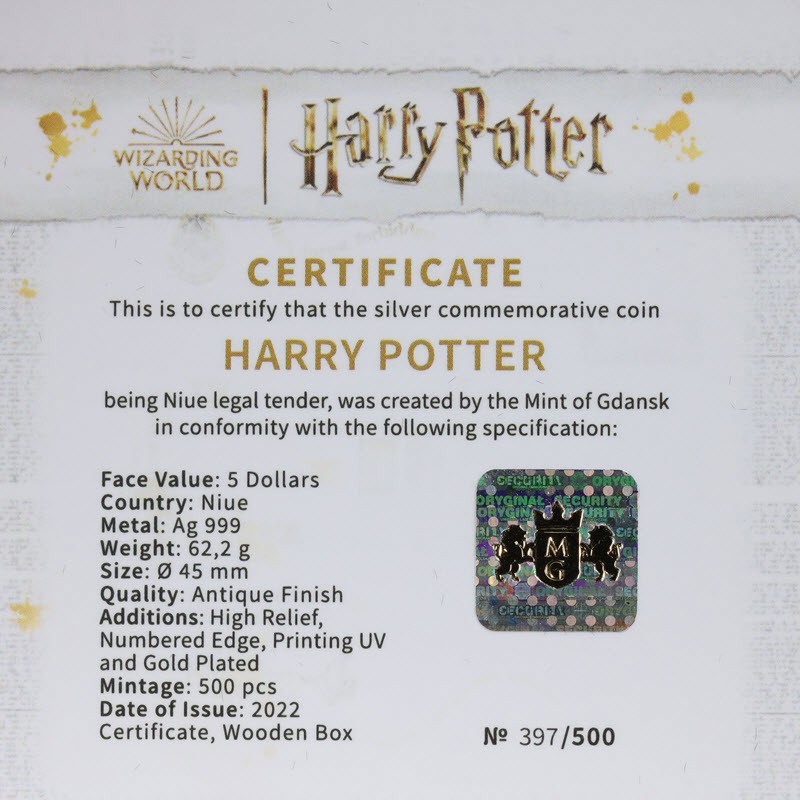 WIZARDING
WORLD
Harry Potter
CERTIFICATE
This is to certify that the silver commemorative coin
HARRY POTTER
being Niue legal tender, was created by the Mint of Gdansk
in conformity with the following specification:
Face Value: 5 Dollars
Country: Niue
Metal: Ag 999
Weight: 62,2 g
Size: Ø 45 mm
Quality: Antique Finish
Additions: High Relief,
Numbered Edge, Printing UV
and Gold Plated
Mintage: 500 pcs
Date of Issue: 2022
Certificate, Wooden Box
ORYGINAL SECURITY
M
G
№ 397/500